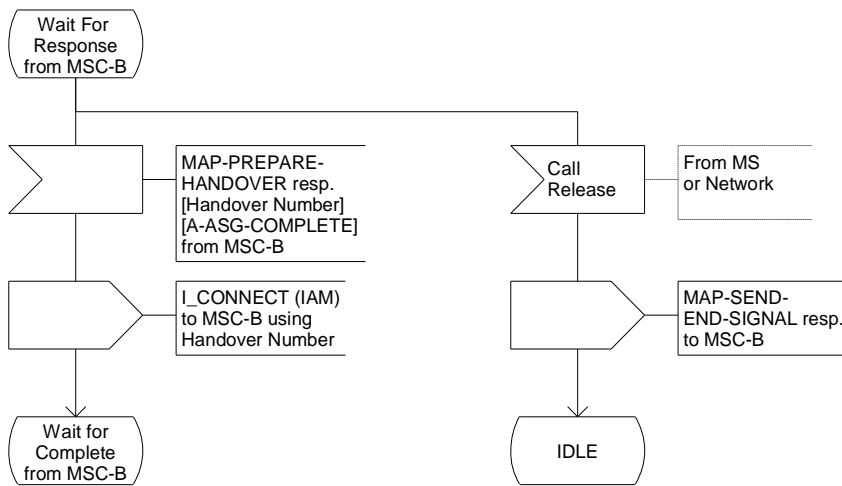 Wait For
Response
from MSC-B
MAP-PREPARE-
HANDOVER resp.
[Handover Number]
[A-ASG-COMPLETE]
from MSC-B
Call
Release
From MS
or Network
I_CONNECT (IAM)
to MSC-B using
Handover Number
MAP-SEND-
END-SIGNAL resp.
to MSC-B
Wait for
Complete
from MSC-B
IDLE